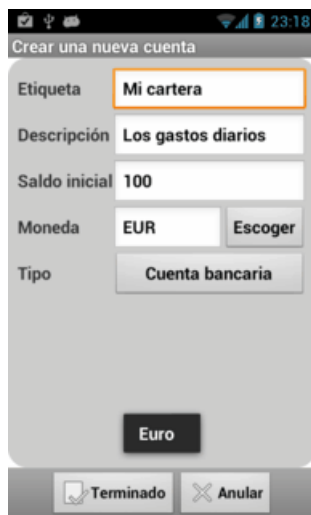 23:18
Crear una nueva cuenta
Etiqueta Mi cartera
Descripción Los gastos diarios
Saldo inicial 100
Moneda EUR Escoger
Tipo Cuenta bancaria
Euro
Terminado Anular